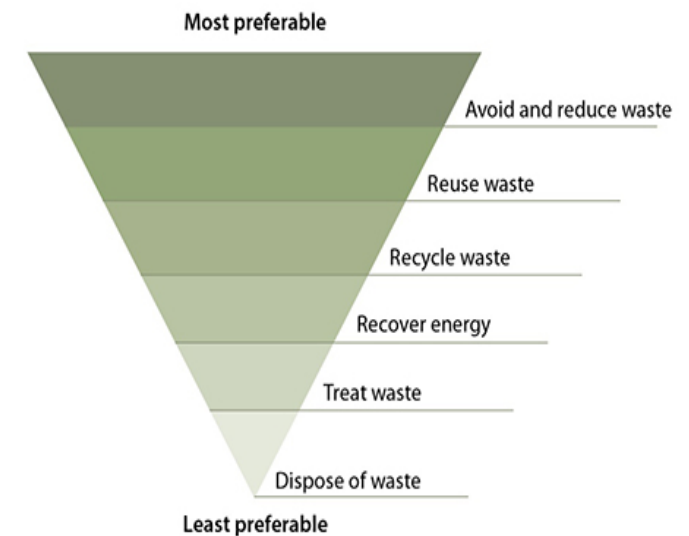 Most preferable
Avoid and reduce waste
Reuse waste
Recycle waste
Recover energy
Treat waste
Dispose of waste
Least preferable